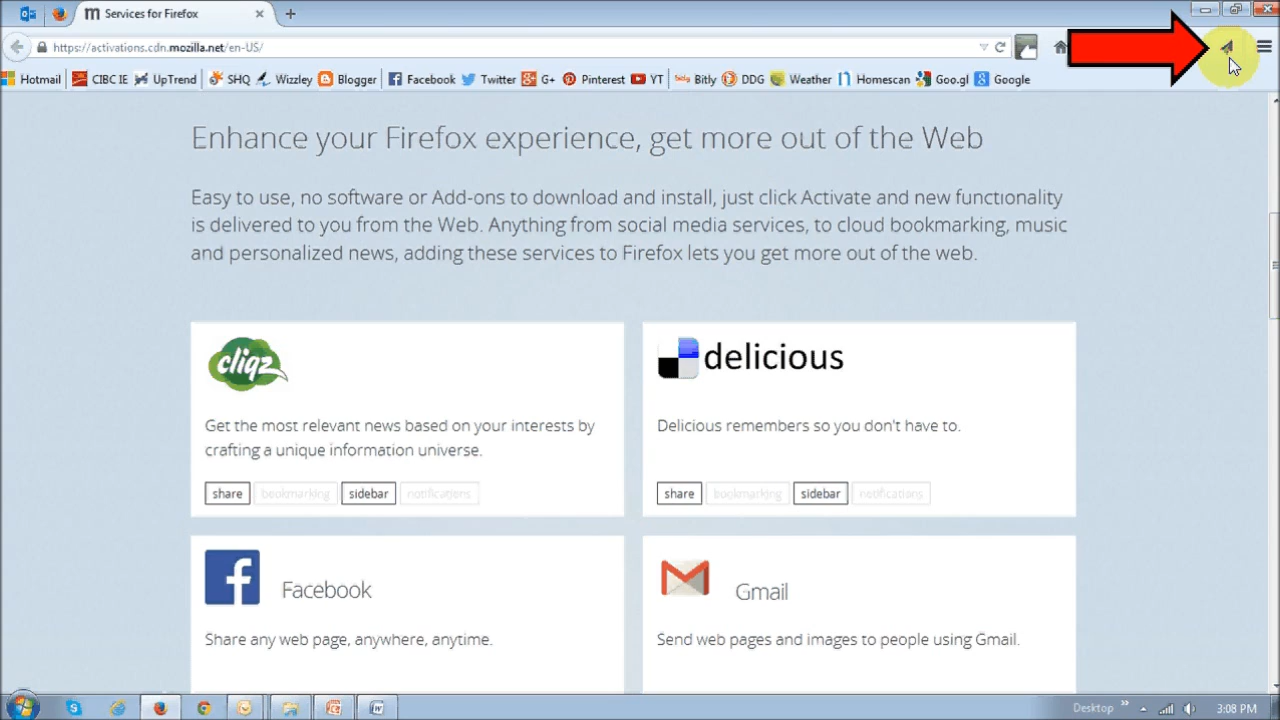 Services for Firefox
https://activations.cdn.mozilla.net/en-US/
Hotmail CIBC IE UpTrend SHQ Wizzley Blogger Facebook Twitter G+ Pinterest YT Bitly DDG Weather Homescan Goo.gl Google
Enhance your Firefox experience, get more out of the Web
Easy to use, no software or Add-ons to download and install, just click Activate and new functionality
is delivered to you from the Web. Anything from social media services, to cloud bookmarking, music
and personalized news, adding these services to Firefox lets you get more out of the web.
cliqz
delicious
Get the most relevant news based on your interests by
crafting a unique information universe.
Delicious remembers so you don't have to.
share bookmarking sidebar notifications
share bookmarking sidebar notifications
Facebook
Gmail
Share any web page, anywhere, anytime.
Send web pages and images to people using Gmail.
Desktop
3:08 PM